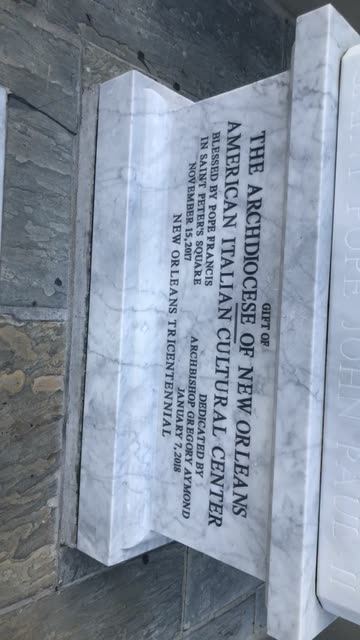 GIFT OF
THE ARCHDIOCESE OF NEW ORLEANS
AMERICAN ITALIAN CULTURAL CENTER
BLESSED BY POPE FRANCIS
IN SAINT PETER'S SQUARE
NOVEMBER 15, 2017
DEDICATED BY
ARCHBISHOP GREGORY AYMOND
JANUARY 7, 2018
NEW ORLEANS TRICENTENNIAL
POPE JOHN PAUL II